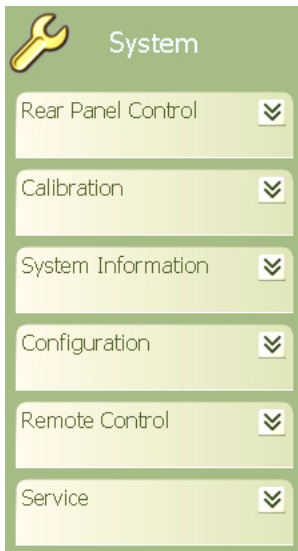 System
Rear Panel Control
Calibration
System Information
Configuration
Remote Control
Service